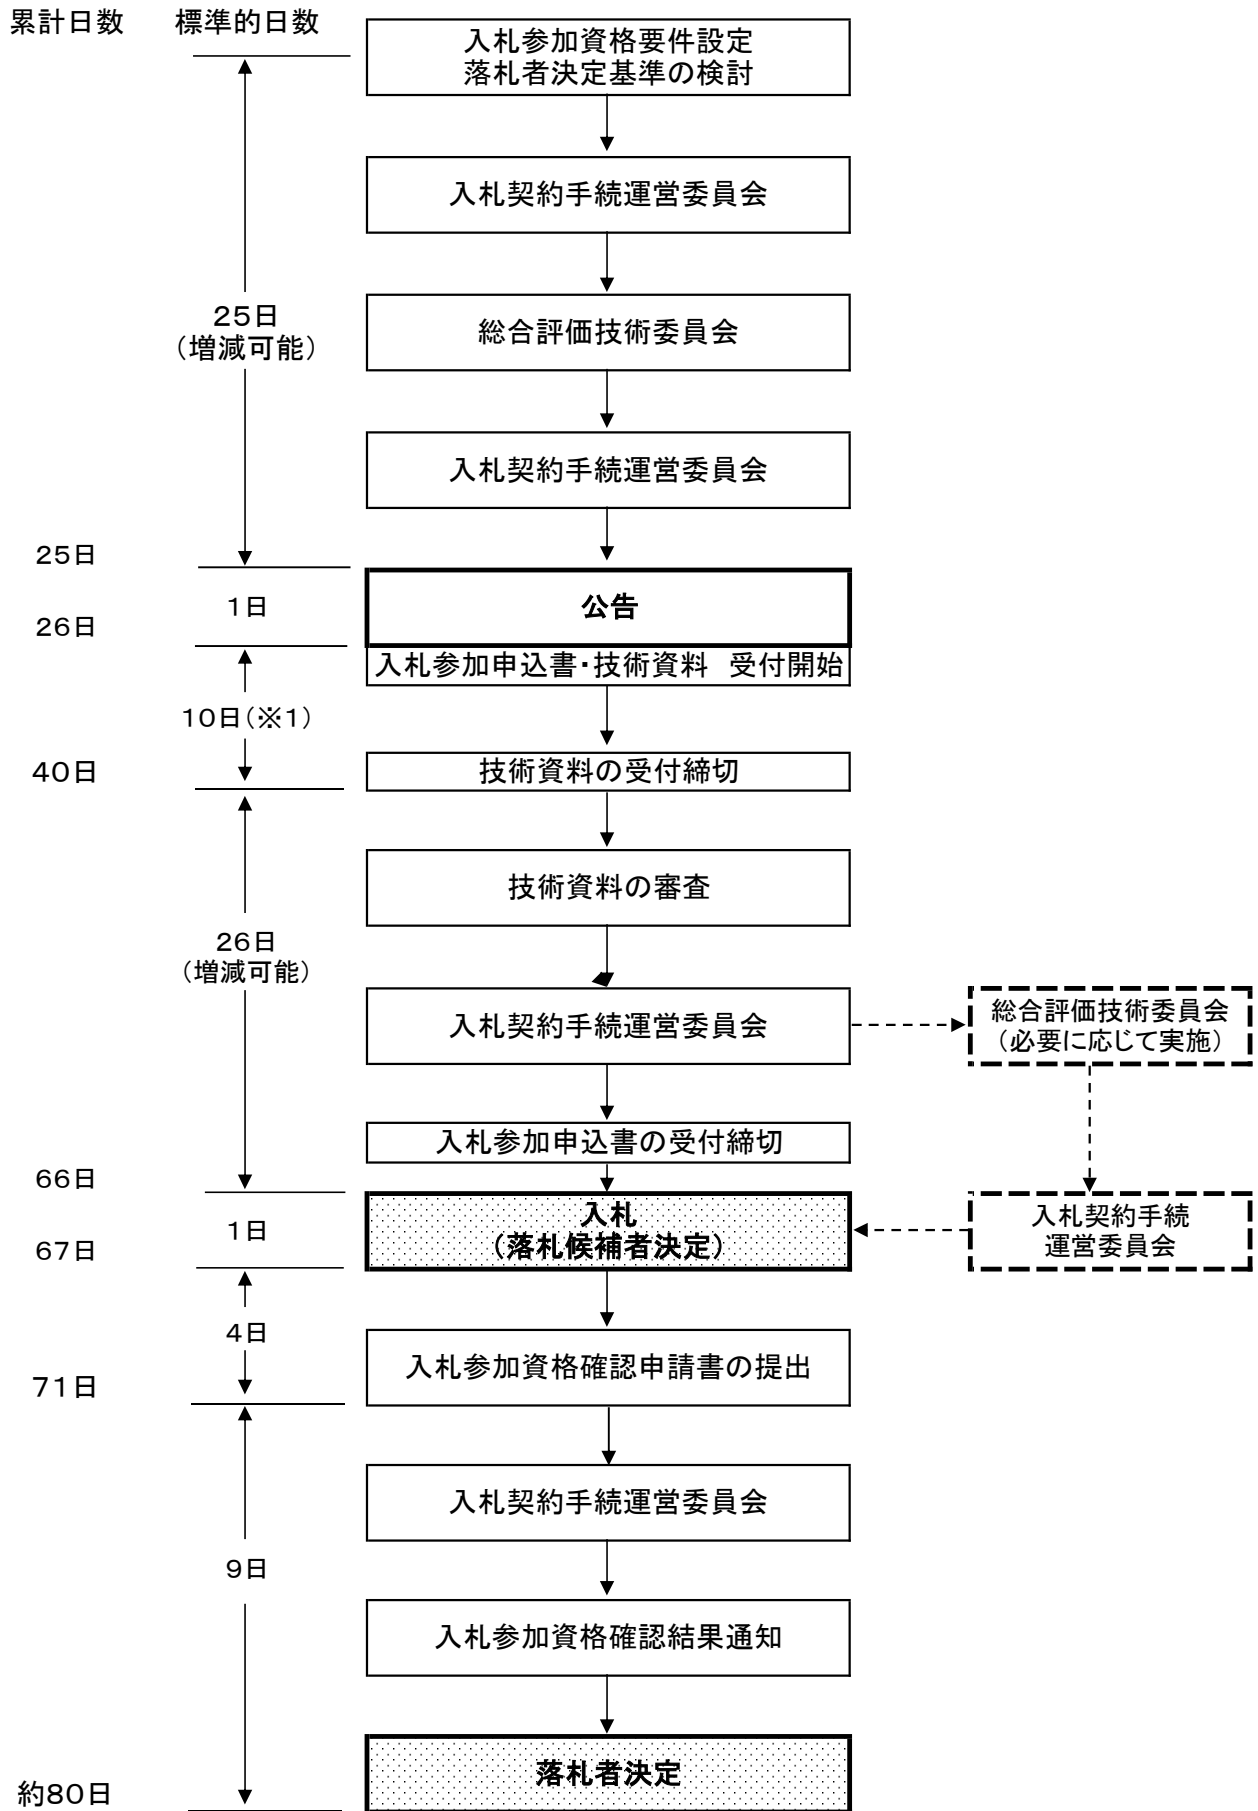 累計日数 標準的日数
入札参加資格要件設定
落札者決定基準の検討
入札契約手続運営委員会
25日
（増減可能）
総合評価技術委員会
入札契約手続運営委員会
25日
1日
公告
26日
入札参加申込書・技術資料　受付開始
10日（※1）
40日
技術資料の受付締切
技術資料の審査
26日
（増減可能）
入札契約手続運営委員会
総合評価技術委員会
（必要に応じて実施）
入札参加申込書の受付締切
66日
1日
入札
（落札候補者決定）
入札契約手続
運営委員会
67日
4日
入札参加資格確認申請書の提出
71日
入札契約手続運営委員会
9日
入札参加資格確認結果通知
落札者決定
約80日